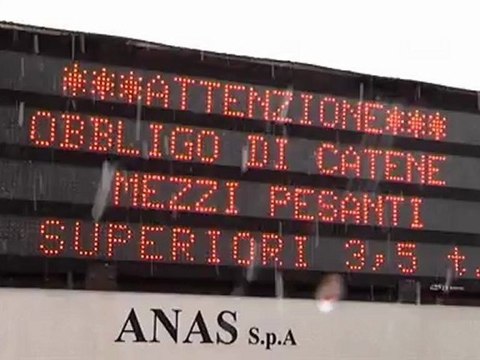 ***ATTENZIONE***
OBBLIGO DI CATENE
MEZZI PESANTI
SUPERIORI 3,5 t.
ANAS S.p.A